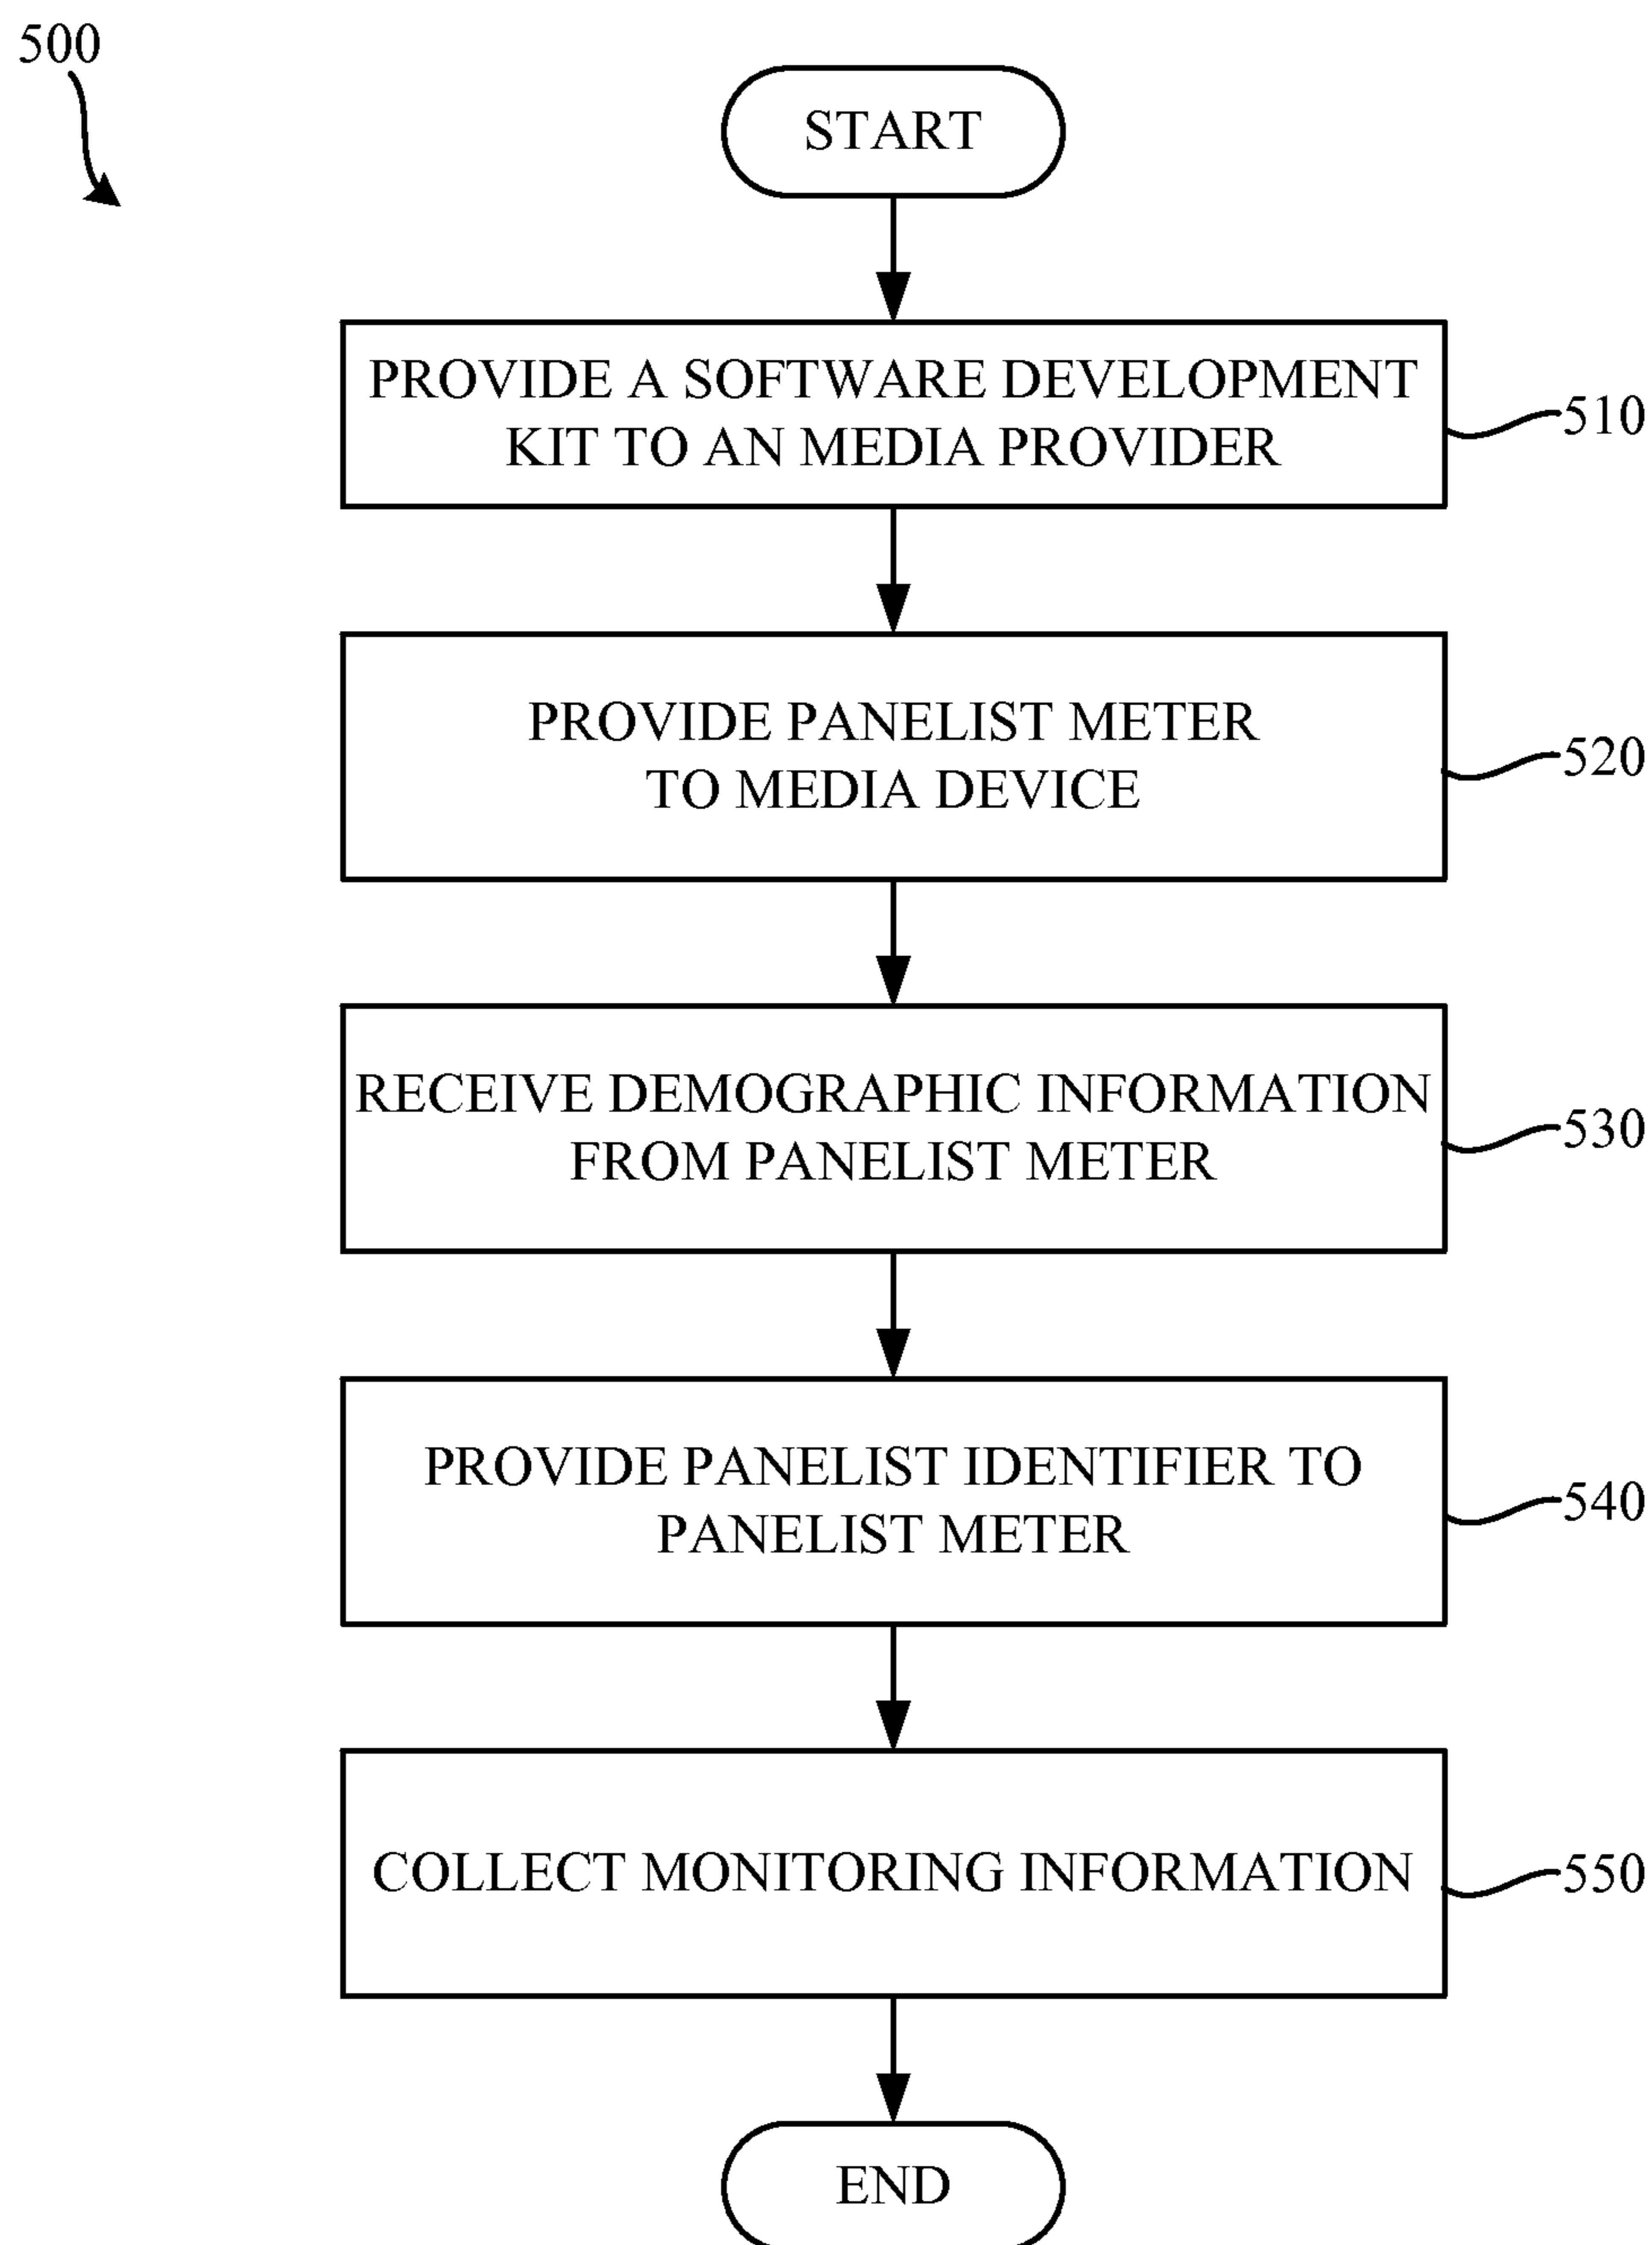 500
START
PROVIDE A SOFTWARE DEVELOPMENT
KIT TO AN MEDIA PROVIDER
510
PROVIDE PANELIST METER
TO MEDIA DEVICE
520
RECEIVE DEMOGRAPHIC INFORMATION
FROM PANELIST METER
530
PROVIDE PANELIST IDENTIFIER TO
PANELIST METER
540
COLLECT MONITORING INFORMATION
550
END